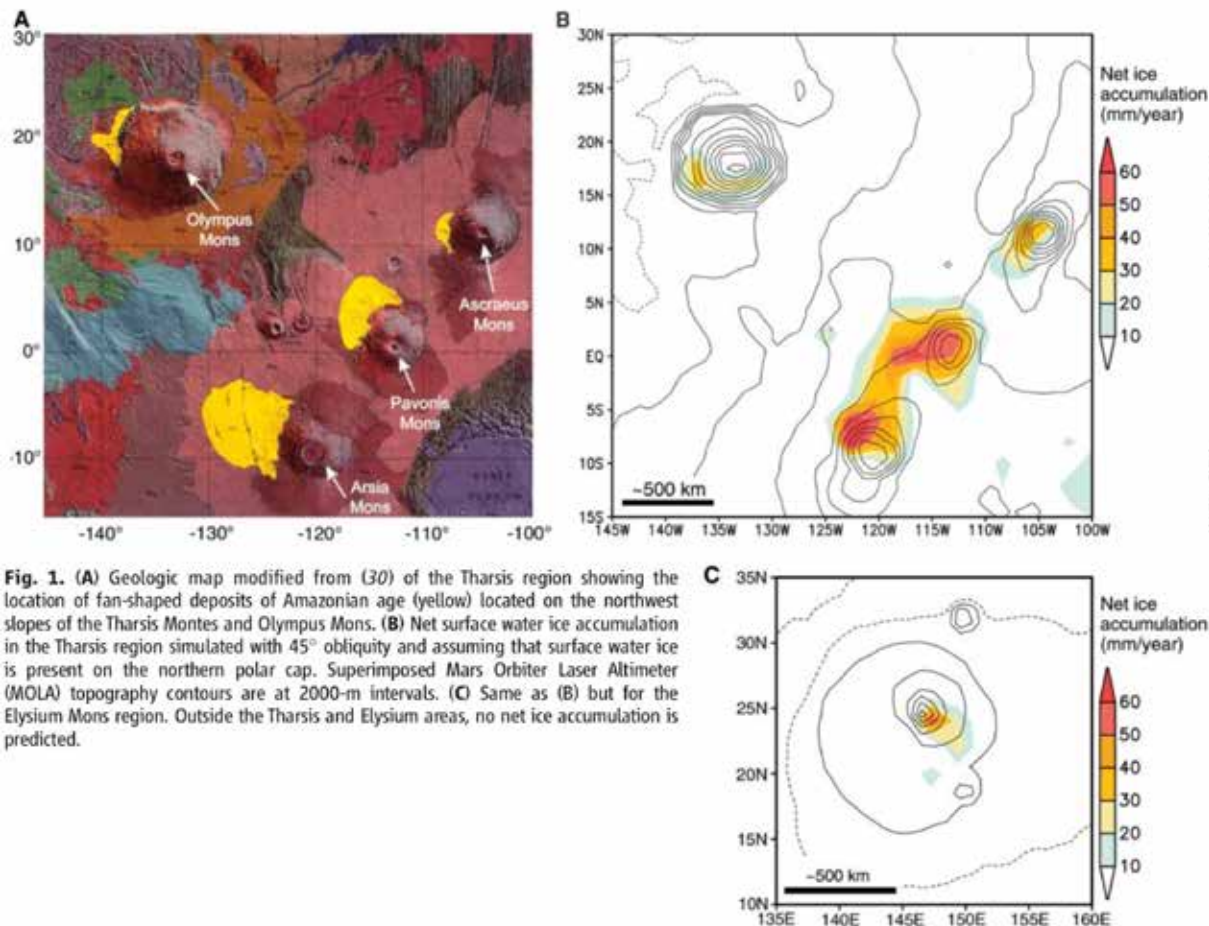 A
B
30°
20°
10°
0°
-10°
-140°
-130°
-120°
-110°
-100°
Olympus
Mons
Ascraeus
Mons
Pavonis
Mons
Arsia
Mons
30N
25N
20N
15N
10N
5N
EQ
5S
10S
15S
145W
140W
135W
130W
125W
120W
115W
110W
105W
100W
~500 km
Net ice
accumulation
(mm/year)
60
50
40
30
20
10
Fig. 1. (A) Geologic map modified from (30) of the Tharsis region showing the
location of fan-shaped deposits of Amazonian age (yellow) located on the northwest
slopes of the Tharsis Montes and Olympus Mons. (B) Net surface water ice accumulation
in the Tharsis region simulated with 45° obliquity and assuming that surface water ice
is present on the northern polar cap. Superimposed Mars Orbiter Laser Altimeter
(MOLA) topography contours are at 2000-m intervals. (C) Same as (B) but for the
Elysium Mons region. Outside the Tharsis and Elysium areas, no net ice accumulation is
predicted.
C
35N
30N
25N
20N
15N
10N
135E
140E
145E
150E
155E
160E
~500 km
Net ice
accumulation
(mm/year)
60
50
40
30
20
10